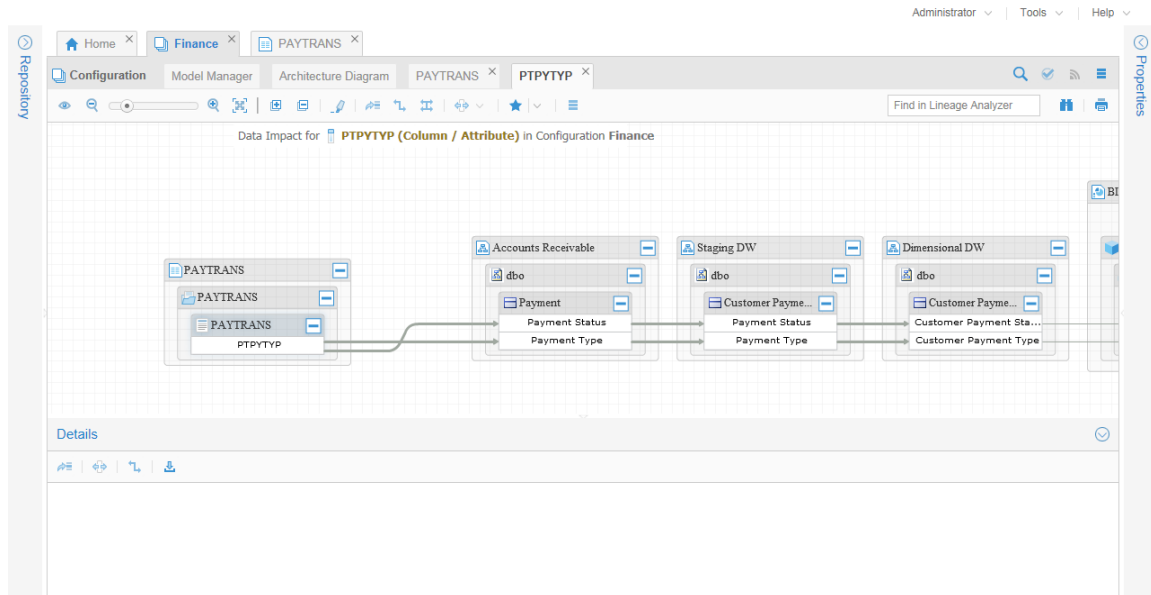 Administrator Tools Help
Home Finance PAYTRANS
Repository
Properties
Configuration Model Manager Architecture Diagram PAYTRANS PTPYTYP
Find in Lineage Analyzer
Data Impact for PTPYTYP (Column / Attribute) in Configuration Finance
BI
Accounts Receivable Staging DW Dimensional DW
PAYTRANS dbo dbo dbo
PAYTRANS Payment Customer Payme... Customer Payme...
PAYTRANS Payment Status Payment Status Customer Payment Sta...
PTPYTYP Payment Type Payment Type Customer Payment Type
Details